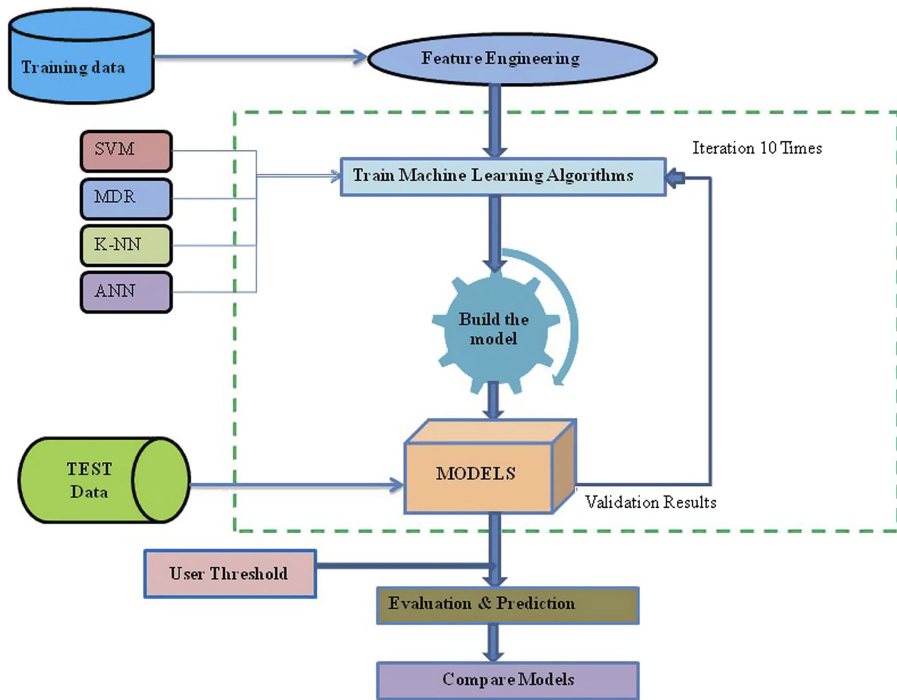 Training data
Feature Engineering
SVM
MDR
K-NN
ANN
Iteration 10 Times
Train Machine Learning Algorithms
Build the
model
TEST
Data
MODELS
Validation Results
User Threshold
Evaluation & Prediction
Compare Models